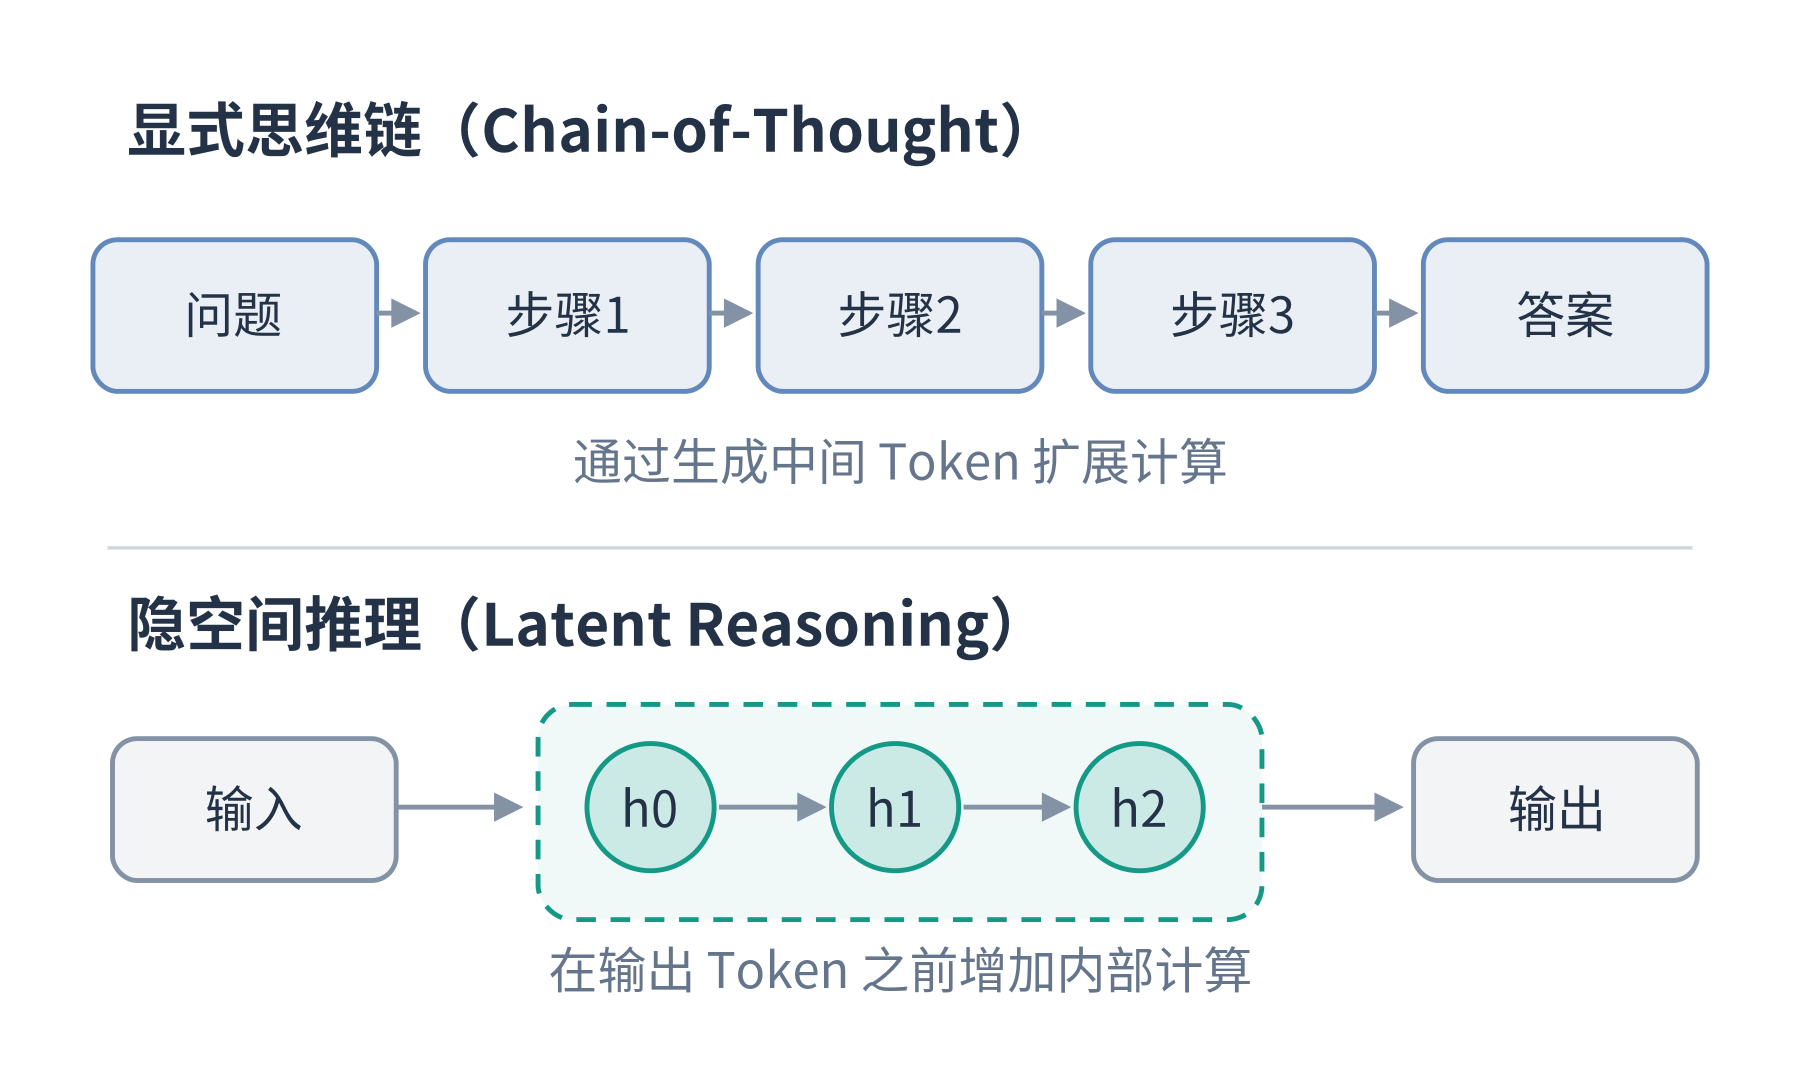 显式思维链（Chain-of-Thought）
问题 步骤1 步骤2 步骤3 答案
通过生成中间 Token 扩展计算
隐空间推理（Latent Reasoning）
输入 h0 h1 h2 输出
在输出 Token 之前增加内部计算